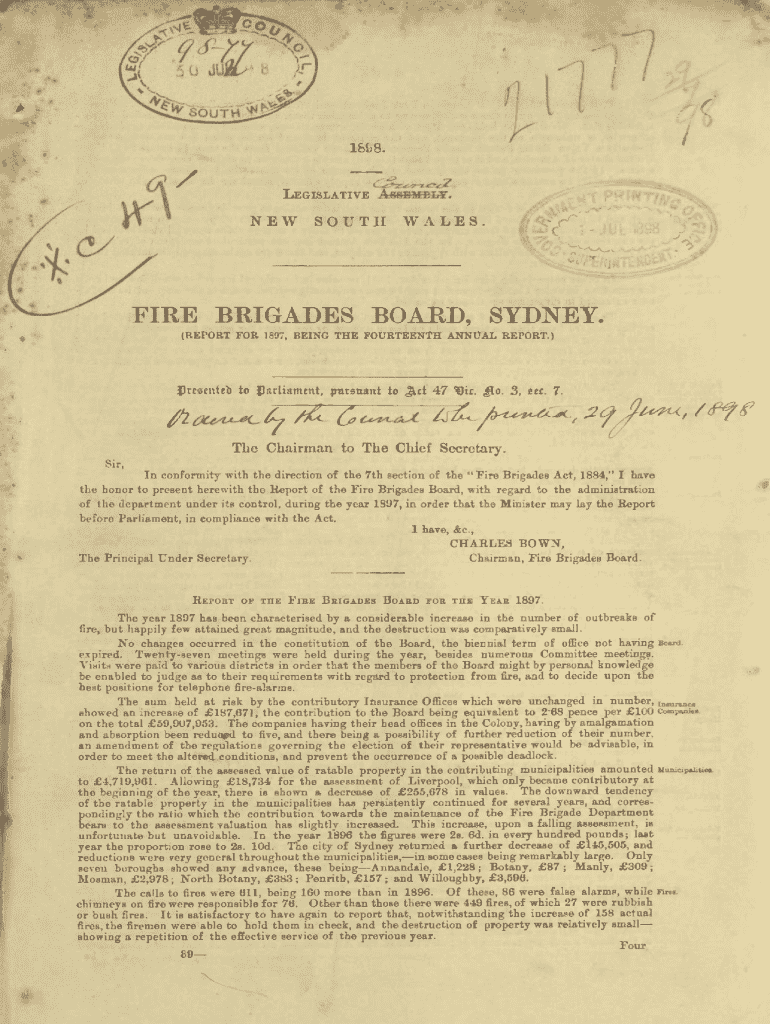 LEGISLATIVE COUNCIL
98-77
30 JUN 98
NEW SOUTH WALES.
21777
29/7/98
1898.
Council
LEGISLATIVE ASSEMBLY.
NEW SOUTH WALES.
GOVERNMENT PRINTING OFFICE
1-JUL 1898
SUPERINTENDENT
C 49-
FIRE BRIGADES BOARD, SYDNEY.
(REPORT FOR 1897, BEING THE FOURTEENTH ANNUAL REPORT.)
Presented to Parliament, pursuant to Act 47 Vic. No. 3, sec. 7.
Ordered by the Council to be printed, 29 June, 1898
The Chairman to The Chief Secretary.
Sir,
In conformity with the direction of the 7th section of the "Fire Brigades Act, 1884," I have
the honor to present herewith the Report of the Fire Brigades Board, with regard to the administration
of the department under its control, during the year 1897, in order that the Minister may lay the Report
before Parliament, in compliance with the Act.
I have, &c.,
CHARLES BOWN,
The Principal Under Secretary. Chairman, Fire Brigades Board.
REPORT OF THE FIRE BRIGADES BOARD FOR THE YEAR 1897.
The year 1897 has been characterised by a considerable increase in the number of outbreaks of
fire, but happily few attained great magnitude, and the destruction was comparatively small.
No changes occurred in the constitution of the Board, the biennial term of office not having Board.
expired. Twenty-seven meetings were held during the year, besides numerous Committee meetings.
Visits were paid to various districts in order that the members of the Board might by personal knowledge
be enabled to judge as to their requirements with regard to protection from fire, and to decide upon the
best positions for telephone fire-alarms.
The sum held at risk by the contributory Insurance Offices which were unchanged in number, Insurance
showed an increase of £187,671; the contribution to the Board being equivalent to 2·68 pence per £100 Companies.
on the total £59,907,953. The companies having their head offices in the Colony, having by amalgamation
and absorption been reduced to five, and there being a possibility of further reduction of their number.
an amendment of the regulations governing the election of their representative would be advisable, in
order to meet the altered conditions, and prevent the occurrence of a possible deadlock.
The return of the assessed value of ratable property in the contributing municipalities amounted Municipalities.
to £4,719,961. Allowing £18,734 for the assessment of Liverpool, which only became contributory at
the beginning of the year, there is shown a decrease of £255,678 in values. The downward tendency
of the ratable property in the municipalities has persistently continued for several years, and corres-
pondingly the ratio which the contribution towards the maintenance of the Fire Brigade Department
bears to the assessment valuation has slightly increased. This increase, upon a falling assessment, is
unfortunate but unavoidable. In the year 1896 the figures were 2s. 6d. in every hundred pounds; last
year the proportion rose to 2s. 10d. The city of Sydney returned a further decrease of £145,505, and
reductions were very general throughout the municipalities,—in some cases being remarkably large. Only
seven boroughs showed any advance, these being—Annandale, £1,228; Botany, £87; Manly, £309;
Mosman, £2,978; North Botany, £383; Penrith, £157; and Willoughby, £3,596.
The calls to fires were 611, being 160 more than in 1896. Of these, 86 were false alarms, while Fires.
chimneys on fire were responsible for 76. Other than those there were 449 fires, of which 27 were rubbish
or bush fires. It is satisfactory to have again to report that, notwithstanding the increase of 158 actual
fires, the firemen were able to hold them in check, and the destruction of property was relatively small—
showing a repetition of the effective service of the previous year.
Four
89—